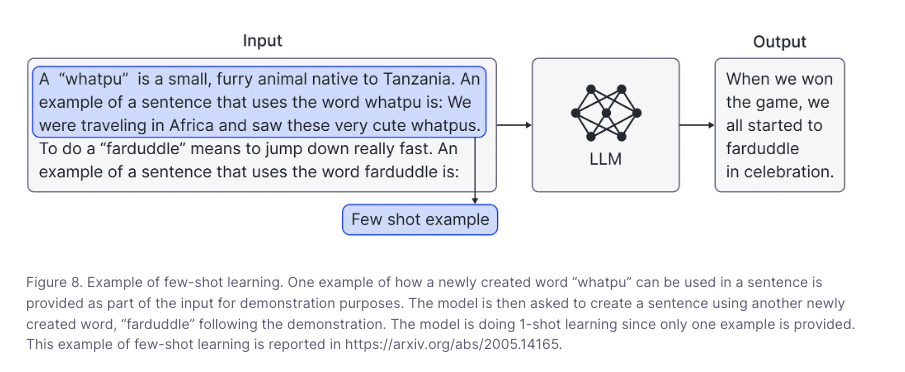 Input
Output
A “whatpu” is a small, furry animal native to Tanzania. An
example of a sentence that uses the word whatpu is: We
were traveling in Africa and saw these very cute whatpus.
To do a “farduddle” means to jump down really fast. An
example of a sentence that uses the word farduddle is:
Few shot example
LLM
When we won
the game, we
all started to
farduddle
in celebration.
Figure 8. Example of few-shot learning. One example of how a newly created word “whatpu” can be used in a sentence is
provided as part of the input for demonstration purposes. The model is then asked to create a sentence using another newly
created word, “farduddle” following the demonstration. The model is doing 1-shot learning since only one example is provided.
This example of few-shot learning is reported in https://arxiv.org/abs/2005.14165.